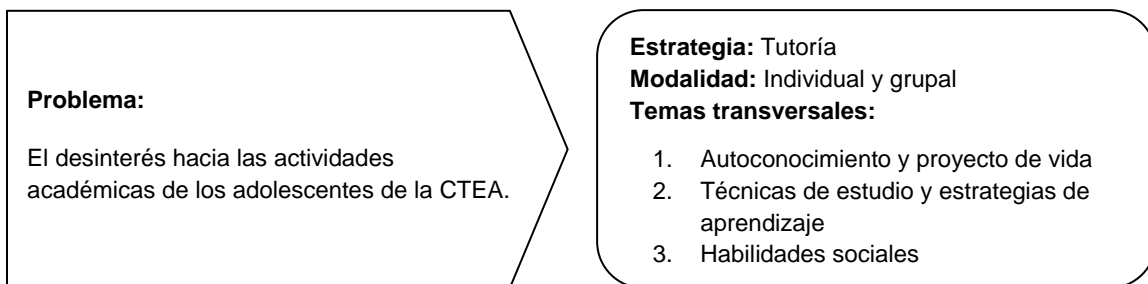 Problema:
El desinterés hacia las actividades
académicas de los adolescentes de la CTEA.
Estrategia: Tutoría
Modalidad: Individual y grupal
Temas transversales:
1. Autoconocimiento y proyecto de vida
2. Técnicas de estudio y estrategias de
aprendizaje
3. Habilidades sociales